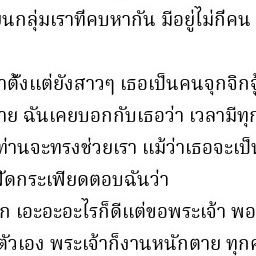 นกลุ่มเราที่คบหากัน มีอยู่ไม่กี่คน
าตั้งแต่ยังสาวๆ เธอเป็นคนจุกจิกจู้
าย ฉันเคยบอกกับเธอว่า เวลามีทุก
ท่านจะทรงช่วยเรา แม้ว่าเธอจะเป็น
ฟัดกระเฟียดตอบฉันว่า
ก เอะอะอะไรก็ดีแต่ขอพระเจ้า พอ
ตัวเอง พระเจ้าก็งานหนักตาย ทุกค